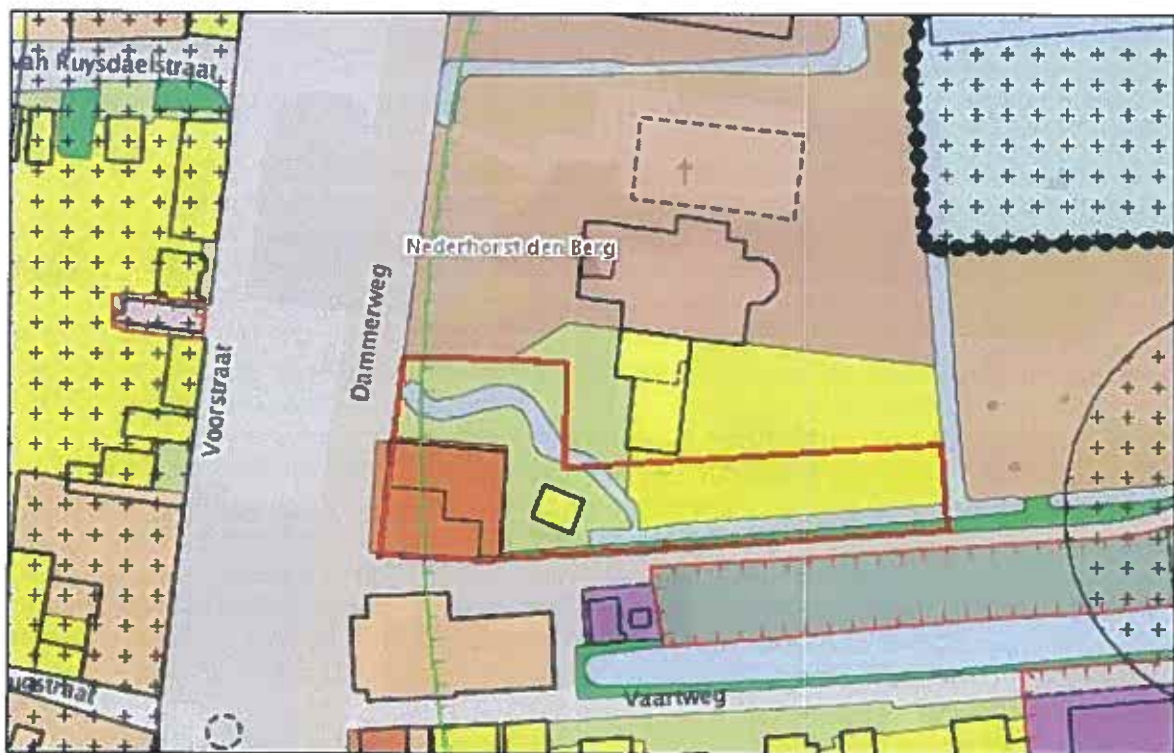 van Ruysdaelstraat
Nederhorst den Berg
Dammerweg
Voorstraat
Vaartweg